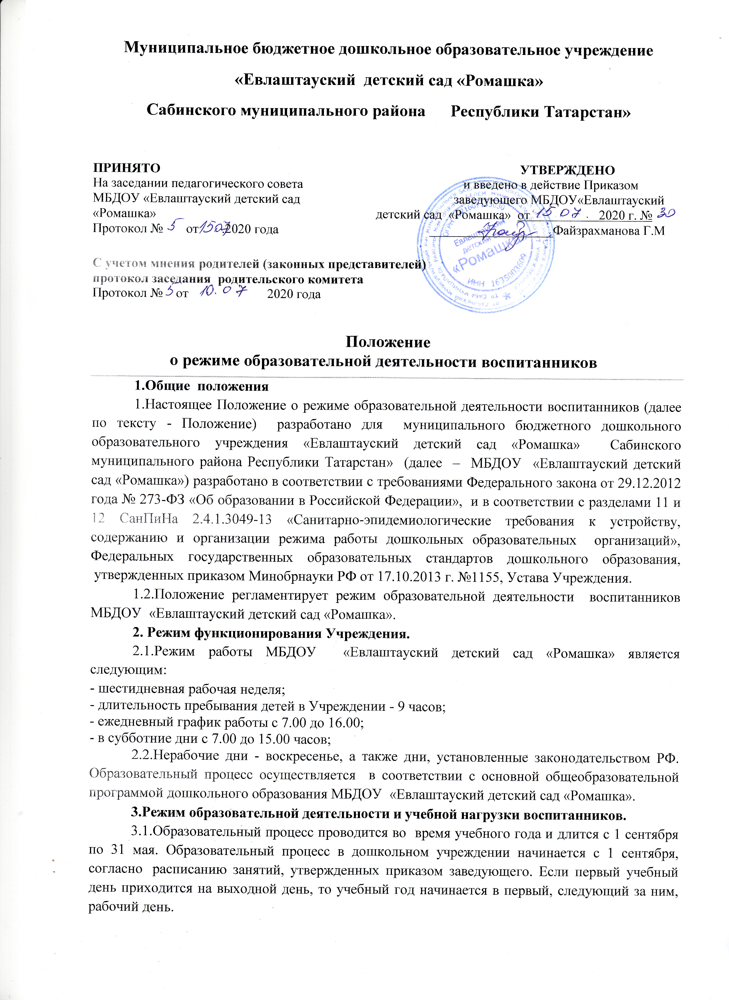 Муниципальное бюджетное дошкольное образовательное учреждение
«Евлаштауский детский сад «Ромашка»
Сабинского муниципального района Республики Татарстан»
ПРИНЯТО
На заседании педагогического совета
МБДОУ «Евлаштауский детский сад
«Ромашка»
Протокол № 5 от 15 07 2020 года
УТВЕРЖДЕНО
и введено в действие Приказом
заведующего МБДОУ«Евлаштауский
детский сад «Ромашка» от 15 07. 2020 г. № 30
Файзрахманова Г.М
Евлаштауский
детский сад
«Ромашка»
ИНН 1635003609
С учетом мнения родителей (законных представителей)
протокол заседания родительского комитета
Протокол № 5 от 10.07 2020 года
Положение
о режиме образовательной деятельности воспитанников
1.Общие положения
1.Настоящее Положение о режиме образовательной деятельности воспитанников (далее
по тексту - Положение) разработано для муниципального бюджетного дошкольного
образовательного учреждения «Евлаштауский детский сад «Ромашка» Сабинского
муниципального района Республики Татарстан» (далее – МБДОУ «Евлаштауский детский
сад «Ромашка») разработано в соответствии с требованиями Федерального закона от 29.12.2012
года № 273-ФЗ «Об образовании в Российской Федерации», и в соответствии с разделами 11 и
12 СанПиНа 2.4.1.3049-13 «Санитарно-эпидемиологические требования к устройству,
содержанию и организации режима работы дошкольных образовательных организаций»,
Федеральных государственных образовательных стандартов дошкольного образования,
утвержденных приказом Минобрнауки РФ от 17.10.2013 г. №1155, Устава Учреждения.
1.2.Положение регламентирует режим образовательной деятельности воспитанников
МБДОУ «Евлаштауский детский сад «Ромашка».
2. Режим функционирования Учреждения.
2.1.Режим работы МБДОУ «Евлаштауский детский сад «Ромашка» является
следующим:
- шестидневная рабочая неделя;
- длительность пребывания детей в Учреждении - 9 часов;
- ежедневный график работы с 7.00 до 16.00;
- в субботние дни с 7.00 до 15.00 часов;
2.2.Нерабочие дни - воскресенье, а также дни, установленные законодательством РФ.
Образовательный процесс осуществляется в соответствии с основной общеобразовательной
программой дошкольного образования МБДОУ «Евлаштауский детский сад «Ромашка».
3.Режим образовательной деятельности и учебной нагрузки воспитанников.
3.1.Образовательный процесс проводится во время учебного года и длится с 1 сентября
по 31 мая. Образовательный процесс в дошкольном учреждении начинается с 1 сентября,
согласно расписанию занятий, утвержденных приказом заведующего. Если первый учебный
день приходится на выходной день, то учебный год начинается в первый, следующий за ним,
рабочий день.